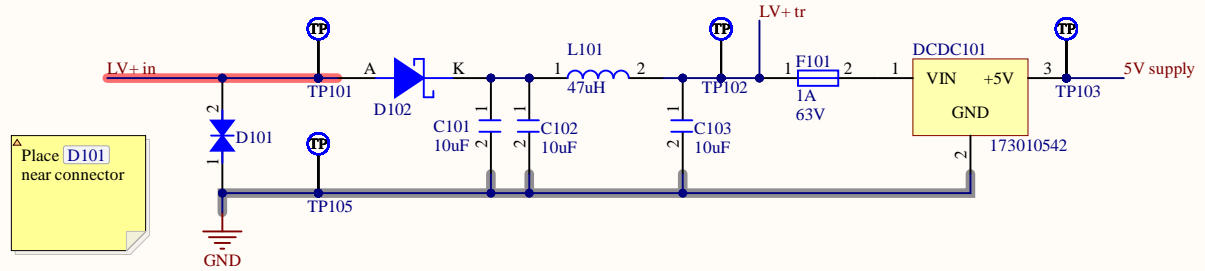 LV+ tr
TP
TP
TP
LV+ in
A
K
1
L101
2
47uH
TP101
D102
TP102
1
F101
2
1A
63V
1
DCDC101
VIN
+5V
GND
3
TP103
5V supply
173010542
2
2
D101
1
TP
TP105
1
C101
2
10uF
1
C102
2
10uF
1
C103
2
10uF
Place D101
near connector
GND